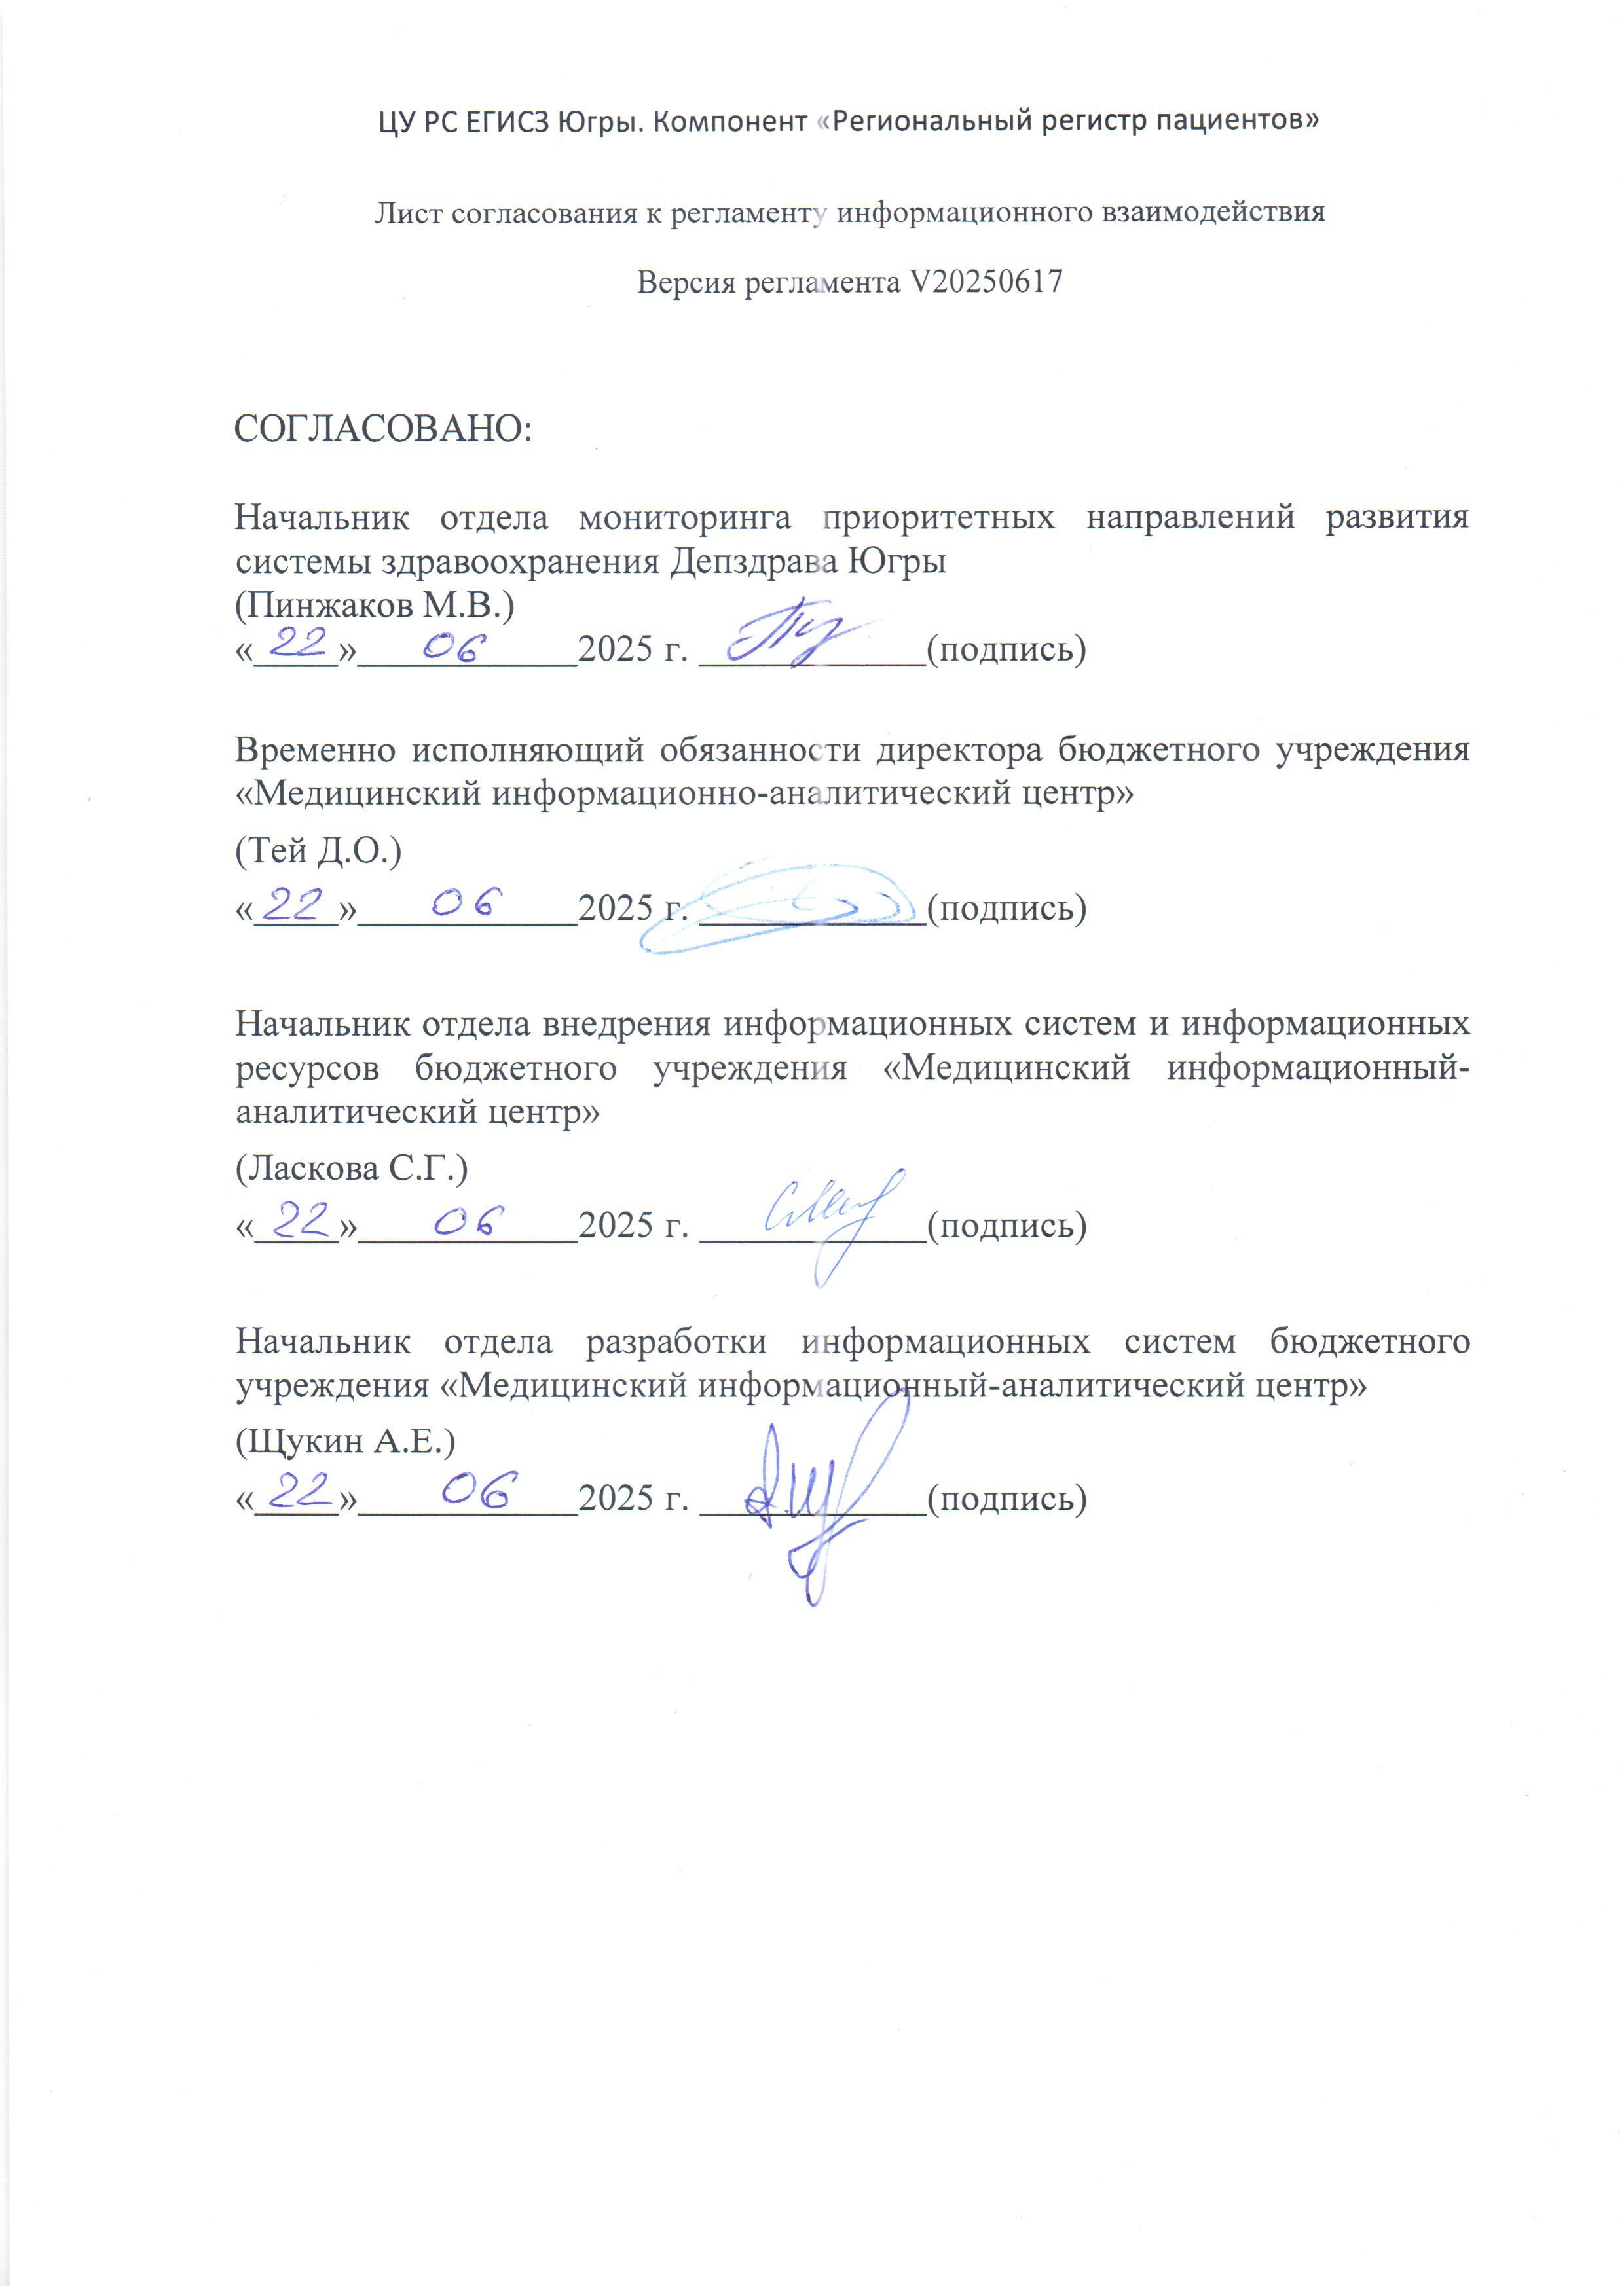 ЦУ РС ЕГИСЗ Югры. Компонент «Региональный регистр пациентов»
Лист согласования к регламенту информационного взаимодействия
Версия регламента V20250617
СОГЛАСОВАНО:
Начальник отдела мониторинга приоритетных направлений развития
системы здравоохранения Депздрава Югры
(Пинжаков М.В.)
«22» 06 2025 г. (подпись)
Временно исполняющий обязанности директора бюджетного учреждения
«Медицинский информационно-аналитический центр»
(Тей Д.О.)
«22» 06 2025 г. (подпись)
Начальник отдела внедрения информационных систем и информационных
ресурсов бюджетного учреждения «Медицинский информационный-
аналитический центр»
(Ласкова С.Г.)
«22» 06 2025 г. (подпись)
Начальник отдела разработки информационных систем бюджетного
учреждения «Медицинский информационный-аналитический центр»
(Щукин А.Е.)
«22» 06 2025 г. (подпись)